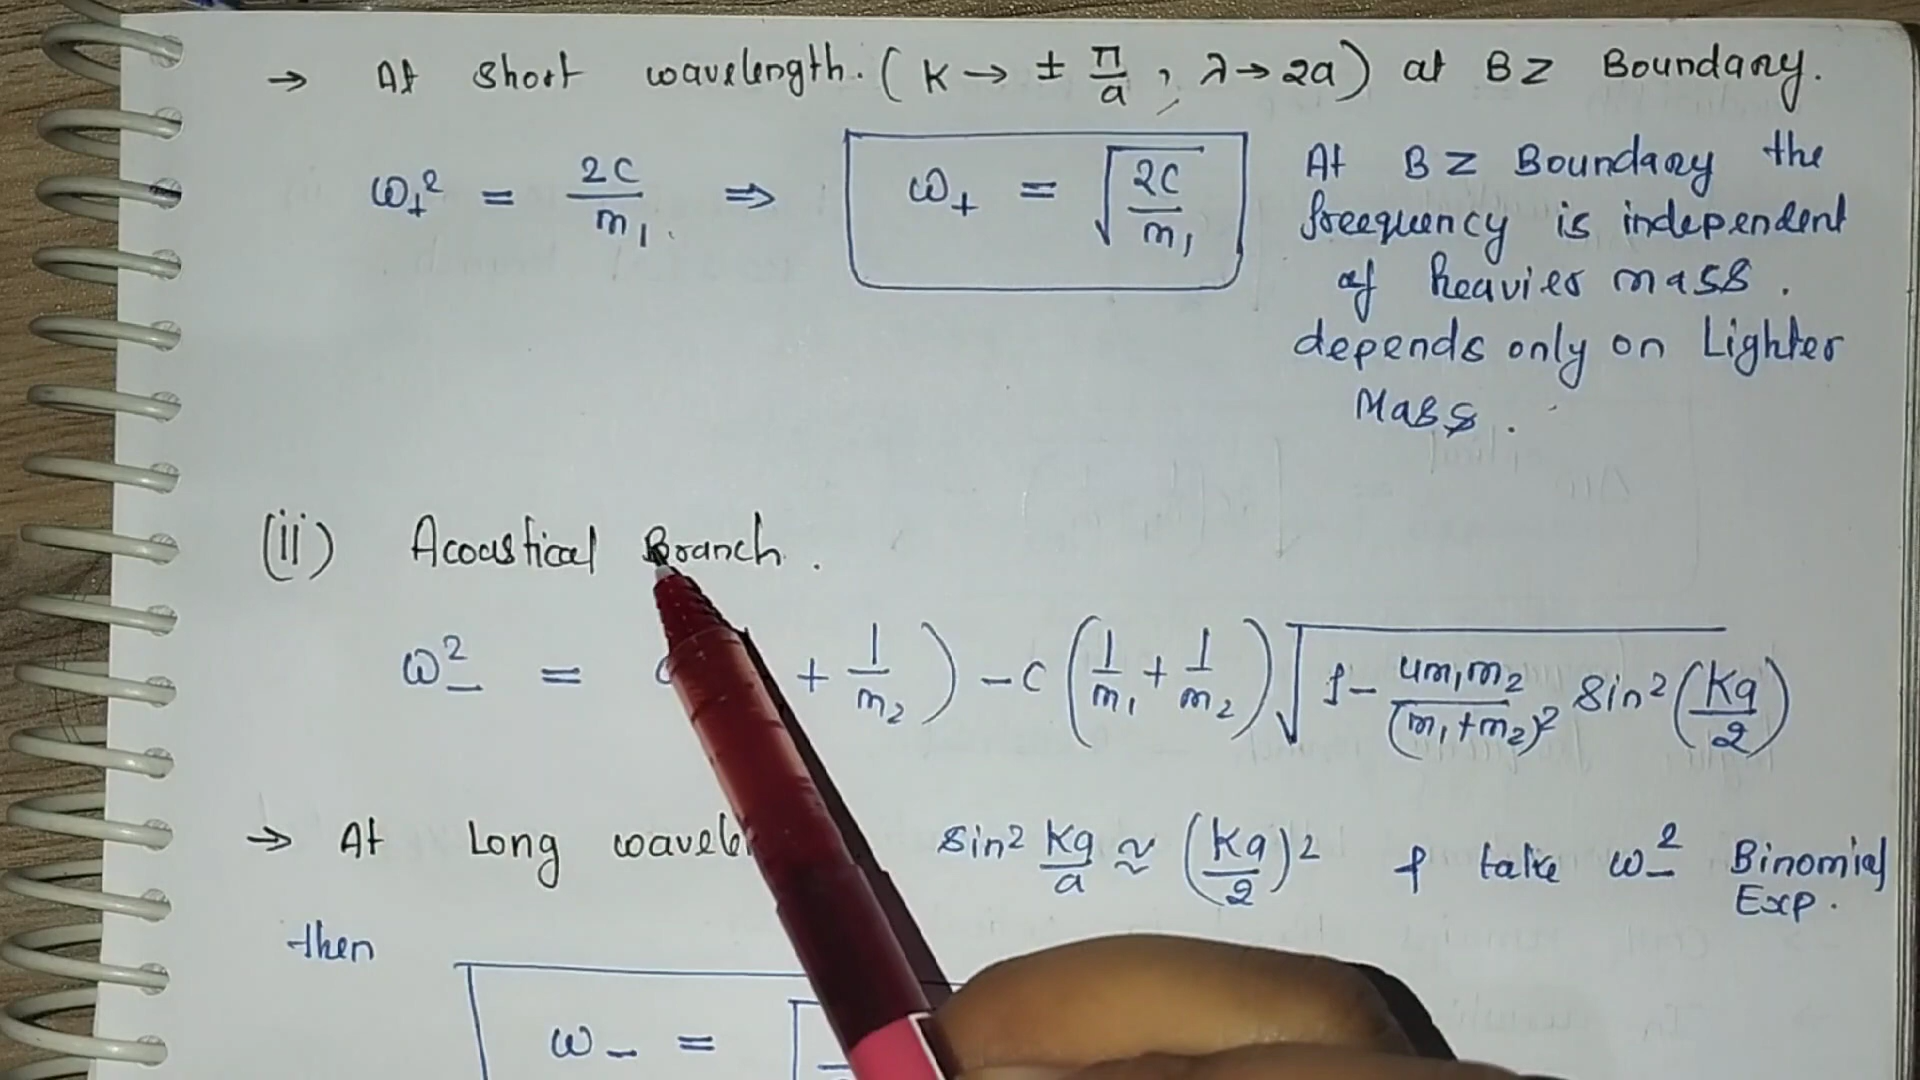 → At short wavelength. (K → ± π/a, λ → 2a) at BZ Boundary.
ω₊² = 2C/m₁ ⇒ ω₊ = √(2C/m₁)
At BZ Boundary the
freequency is independent
of heavier mass.
depends only on Lighter
Mass.
(ii) Acoustical Branch.
ω₋² = + 1/m₂) - C (1/m₁ + 1/m₂) √(1 - 4m₁m₂/(m₁+m₂)² sin² (Ka/2))
→ At Long sin² Ka/a ≈ (Ka/2)² & take ω₋² Binomial
Exp.
then
ω₋ =